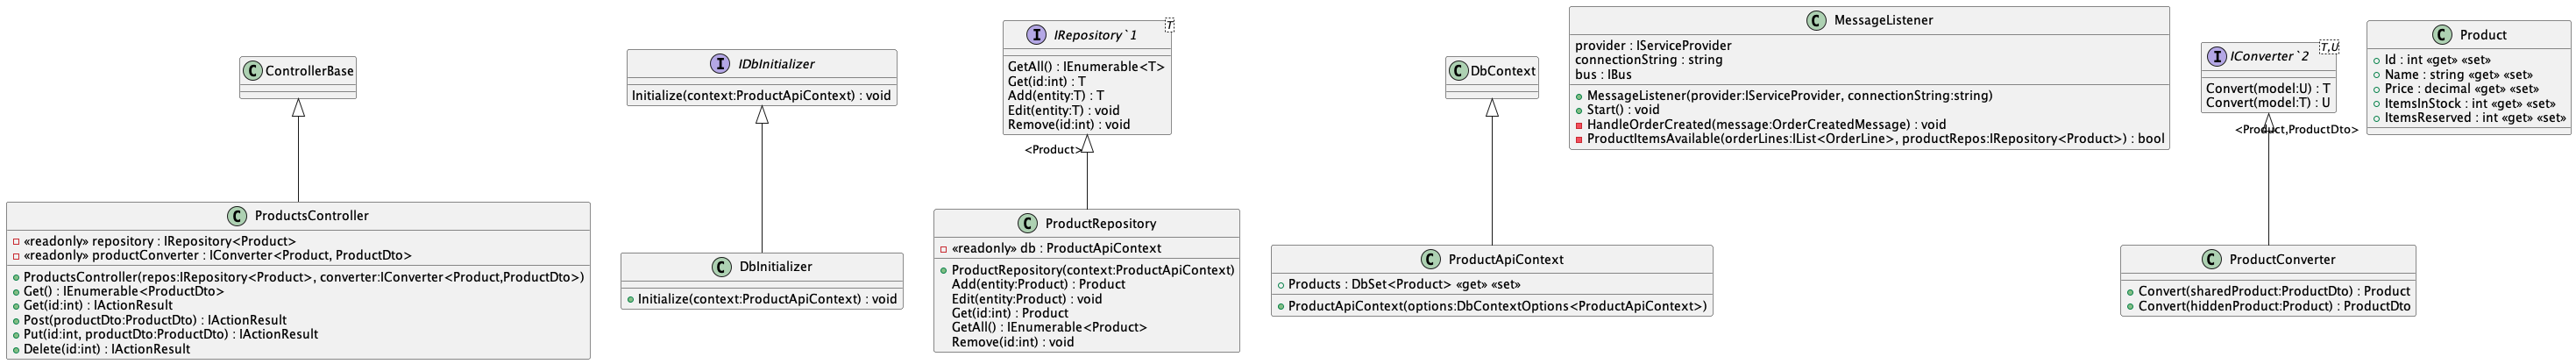 C ControllerBase
C ProductsController
«readonly» repository : IRepository<Product>
«readonly» productConverter : IConverter<Product, ProductDto>
ProductsController(repos:IRepository<Product>, converter:IConverter<Product,ProductDto>)
Get() : IEnumerable<ProductDto>
Get(id:int) : IActionResult
Post(productDto:ProductDto) : IActionResult
Put(id:int, productDto:ProductDto) : IActionResult
Delete(id:int) : IActionResult
I IDbInitializer
Initialize(context:ProductApiContext) : void
C DbInitializer
Initialize(context:ProductApiContext) : void
T
I IRepository`1
GetAll() : IEnumerable<T>
Get(id:int) : T
Add(entity:T) : T
Edit(entity:T) : void
Remove(id:int) : void
<Product>
C ProductRepository
«readonly» db : ProductApiContext
ProductRepository(context:ProductApiContext)
Add(entity:Product) : Product
Edit(entity:Product) : void
Get(id:int) : Product
GetAll() : IEnumerable<Product>
Remove(id:int) : void
C DbContext
C ProductApiContext
Products : DbSet<Product> «get» «set»
ProductApiContext(options:DbContextOptions<ProductApiContext>)
C MessageListener
provider : IServiceProvider
connectionString : string
bus : IBus
MessageListener(provider:IServiceProvider, connectionString:string)
Start() : void
HandleOrderCreated(message:OrderCreatedMessage) : void
ProductItemsAvailable(orderLines:IList<OrderLine>, productRepos:IRepository<Product>) : bool
T,U
I IConverter`2
Convert(model:U) : T
Convert(model:T) : U
<Product,ProductDto>
C ProductConverter
Convert(sharedProduct:ProductDto) : Product
Convert(hiddenProduct:Product) : ProductDto
C Product
Id : int «get» «set»
Name : string «get» «set»
Price : decimal «get» «set»
ItemsInStock : int «get» «set»
ItemsReserved : int «get» «set»